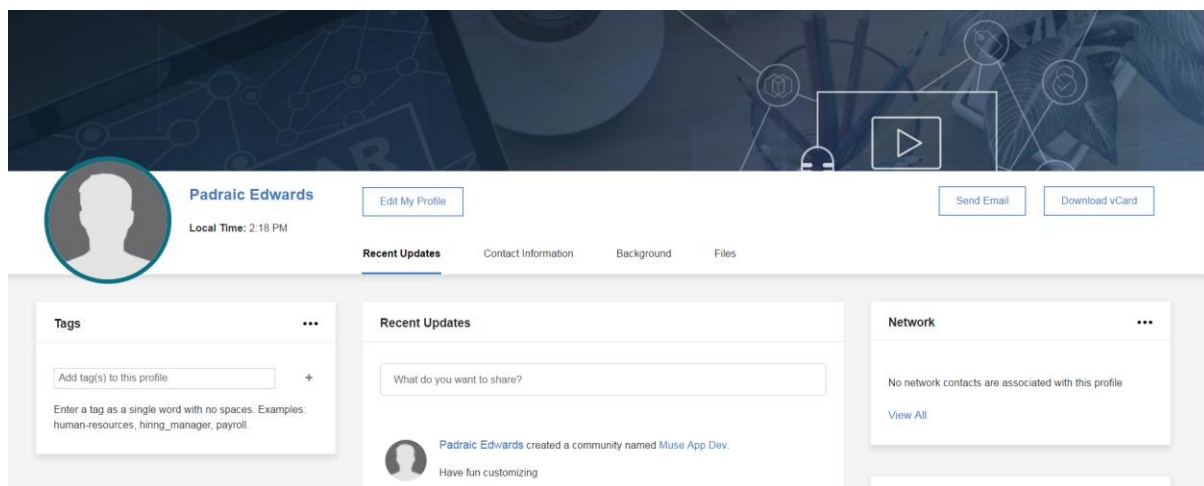 AR
Padraic Edwards
Local Time: 2:18 PM
Edit My Profile
Send Email
Download vCard
Recent Updates
Contact Information
Background
Files
Tags
Add tag(s) to this profile
+
Enter a tag as a single word with no spaces. Examples:
human-resources, hiring_manager, payroll.
Recent Updates
What do you want to share?
Padraic Edwards created a community named Muse App Dev.
Have fun customizing
Network
No network contacts are associated with this profile
View All